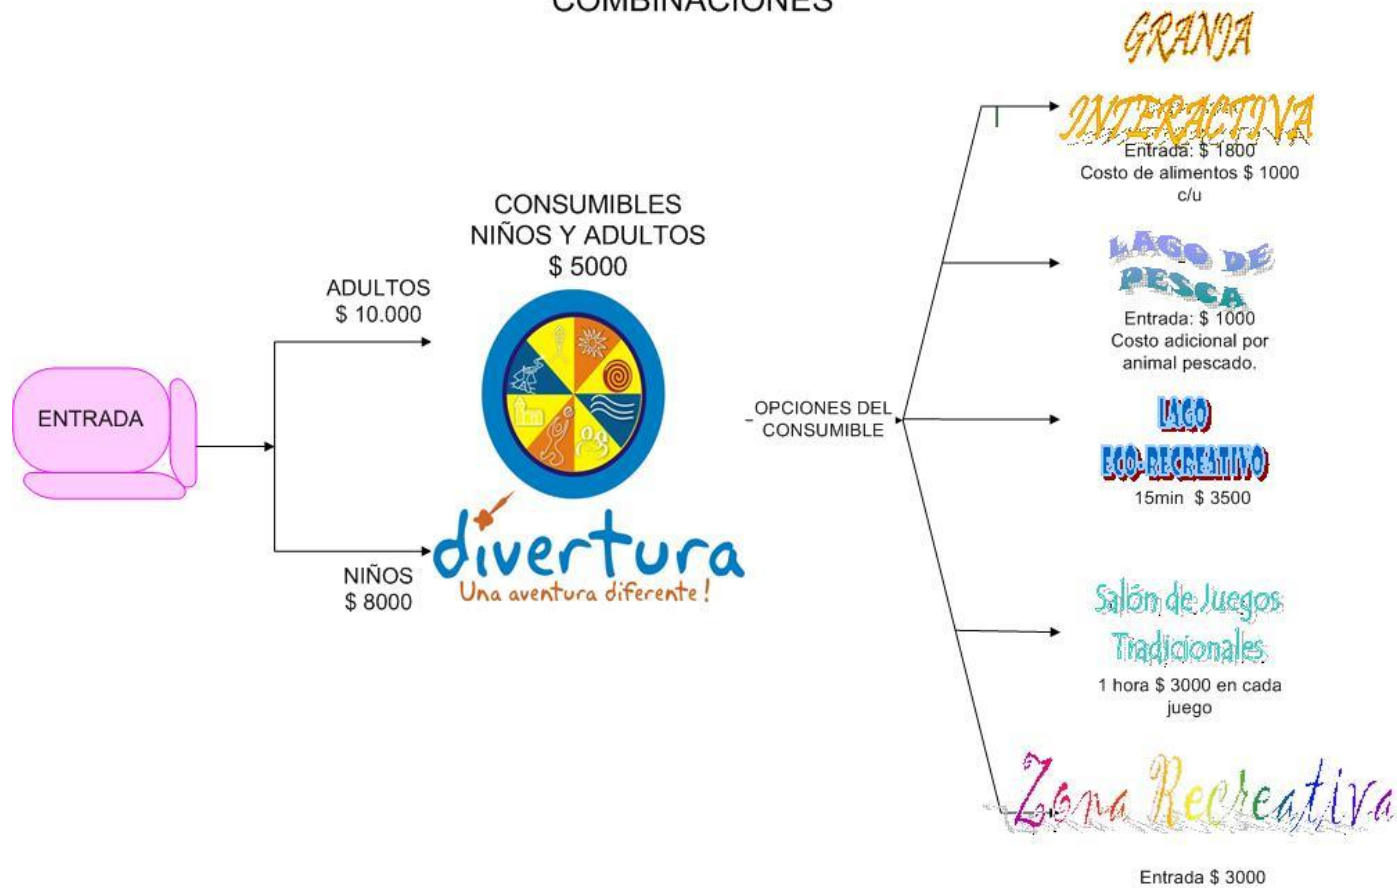 COMBINACIONES
GRANJA
INTERACTIVA
Entrada: $ 1800
Costo de alimentos $ 1000
c/u
CONSUMIBLES
NIÑOS Y ADULTOS
$ 5000
LAGO DE
PESCA
Entrada: $ 1000
Costo adicional por
animal pescado.
ADULTOS
$ 10.000
ENTRADA
OPCIONES DEL
CONSUMIBLE
LAGO
ECO-RECREATIVO
15min $ 3500
divertura
Una aventura diferente!
NIÑOS
$ 8000
Salón de Juegos
Tradicionales
1 hora $ 3000 en cada
juego
Zona Recreativa
Entrada $ 3000